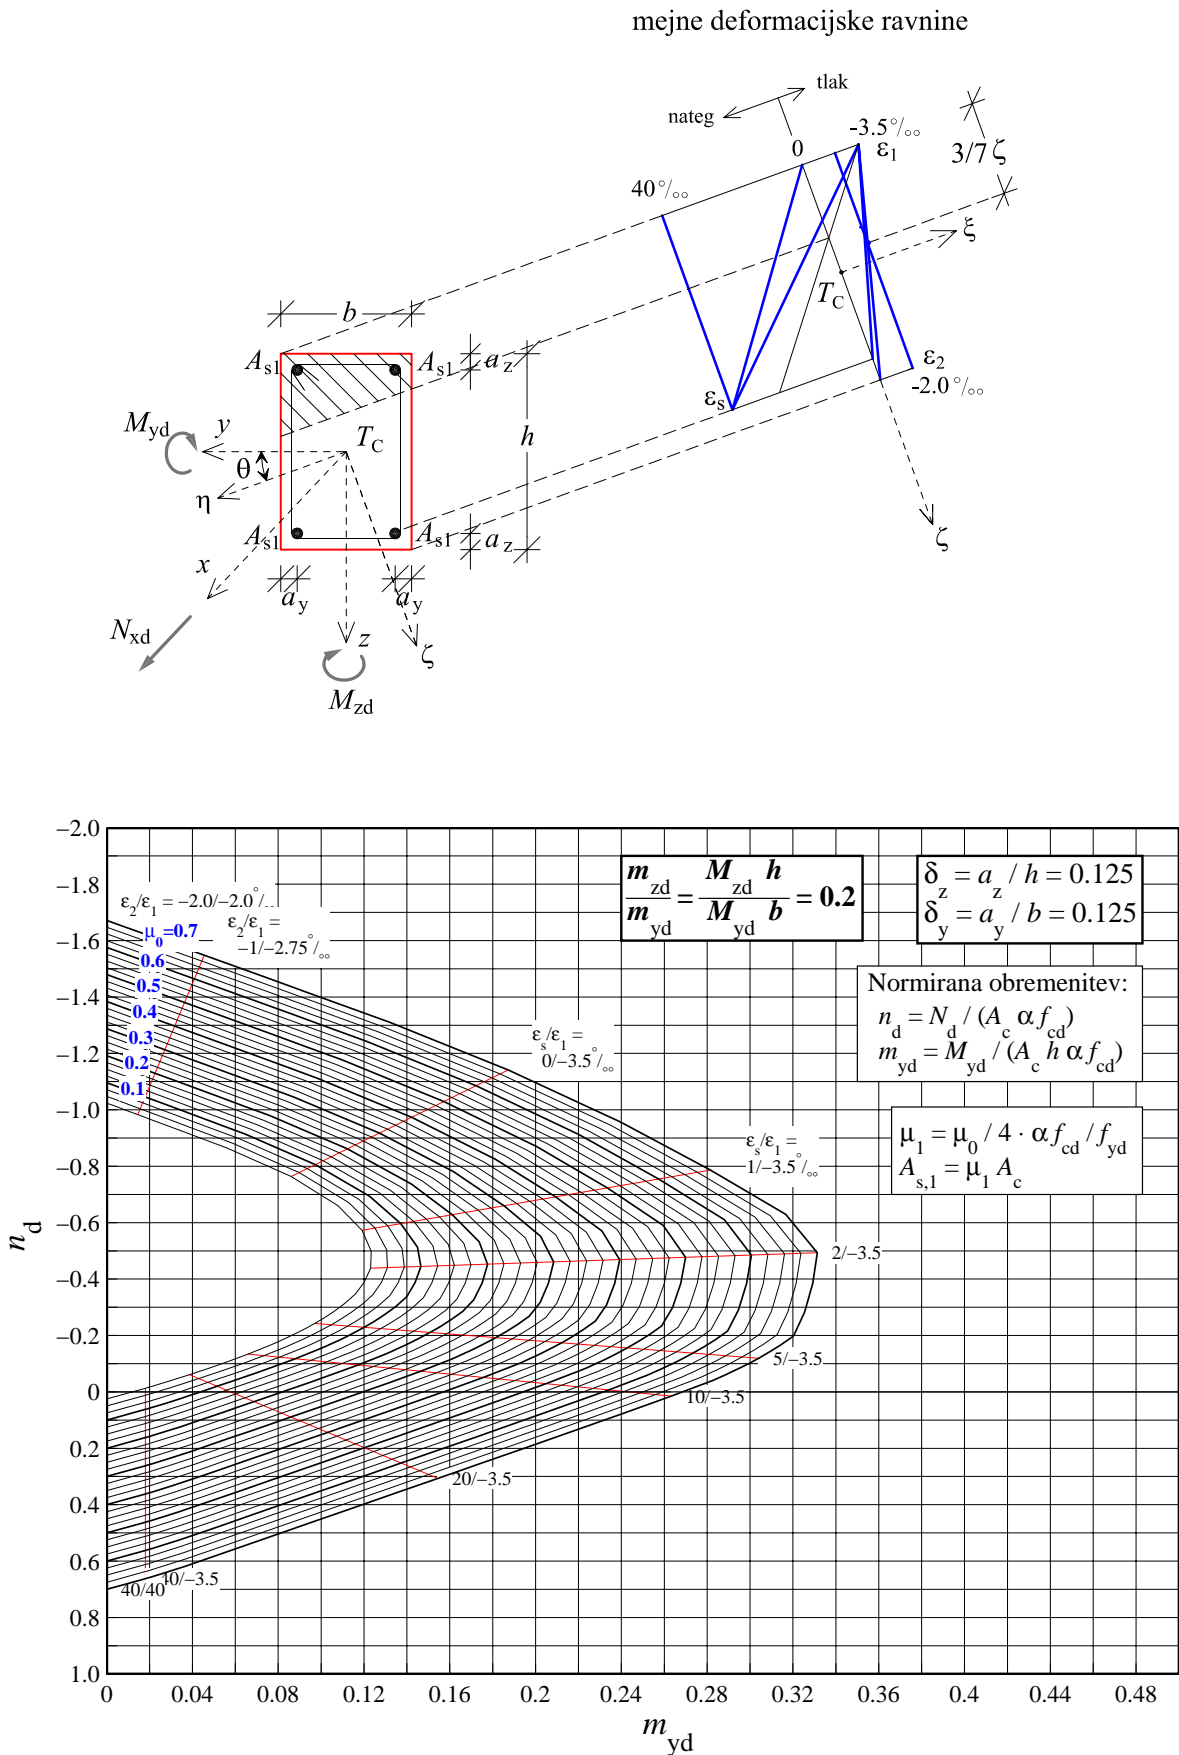 mejne deformacijske ravnine
tlak
nateg
-3.5°/∘∘
0
ε1
3/7 ζ
40°/∘∘
ξ
TC
b
As1
As1
az
ε2
-2.0°/∘∘
εs
Myd
y
TC
h
θ
η
As1
As1
az
ζ
x
ay
ay
Nxd
z
ζ
Mzd
−2.0
−1.8
−1.6
−1.4
−1.2
−1.0
−0.8
−0.6
−0.4
−0.2
0
0.2
0.4
0.6
0.8
1.0
nd
mzd / myd = Mzd h / Myd b = 0.2
δz = az / h = 0.125
δy = ay / b = 0.125
ε2/ε1 = −2.0/−2.0°/∘∘
ε2/ε1 =
−1/−2.75°/∘∘
μ0=0.7
0.6
0.5
0.4
0.3
0.2
0.1
Normirana obremenitev:
nd = Nd / (Ac αfcd)
myd = Myd / (Ac h αfcd)
εs/ε1 =
0/−3.5°/∘∘
μ1 = μ0 / 4 · αfcd / fyd
As,1 = μ1 Ac
εs/ε1 =
1/−3.5°/∘∘
2/−3.5
5/−3.5
10/−3.5
20/−3.5
40/−3.5
40/40
0 0.04 0.08 0.12 0.16 0.2 0.24 0.28 0.32 0.36 0.4 0.44 0.48
myd